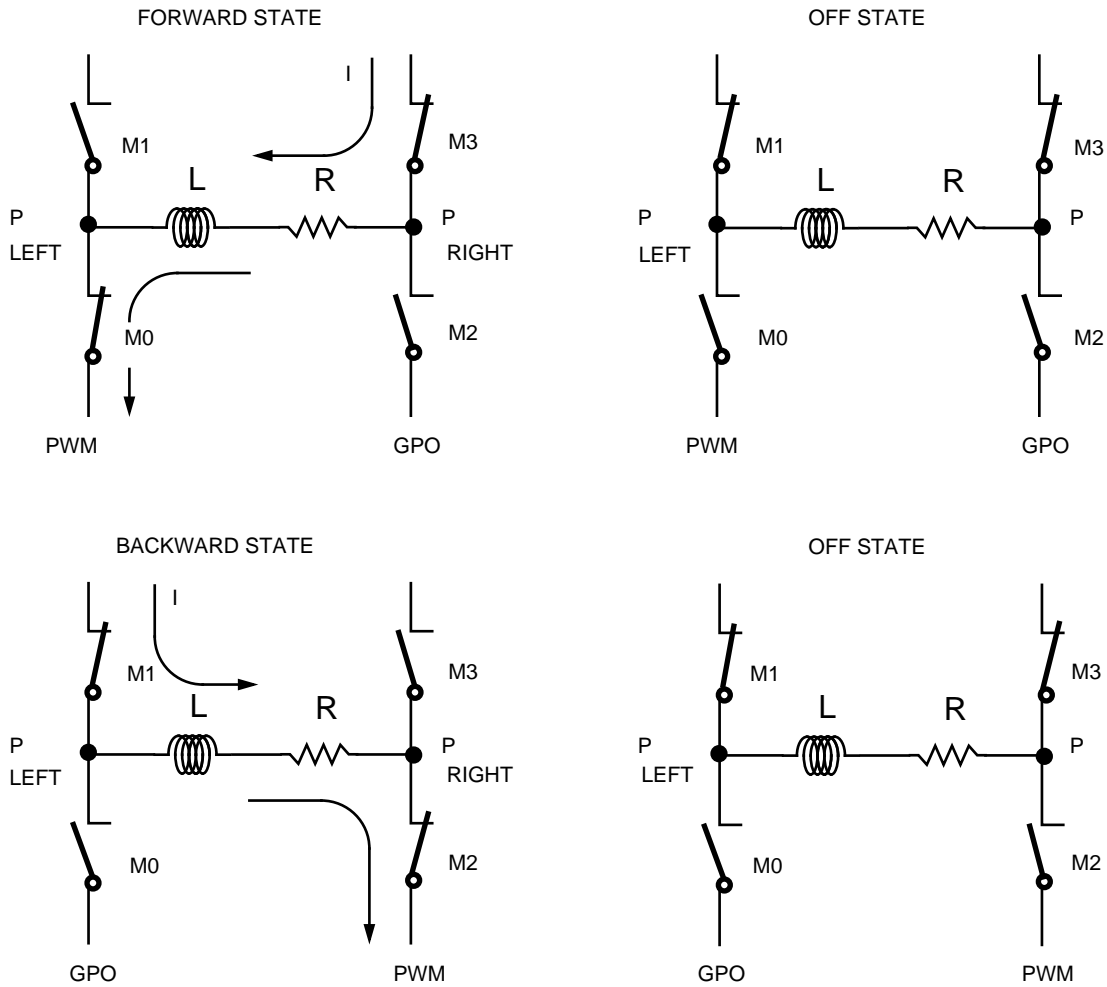 FORWARD STATE
I
M1
M3
L
R
P
LEFT
P
RIGHT
M0
M2
PWM
GPO
OFF STATE
M1
M3
L
R
P
LEFT
P
M0
M2
PWM
GPO
BACKWARD STATE
I
M1
M3
L
R
P
LEFT
P
RIGHT
M0
M2
GPO
PWM
OFF STATE
M1
M3
L
R
P
LEFT
P
M0
M2
GPO
PWM